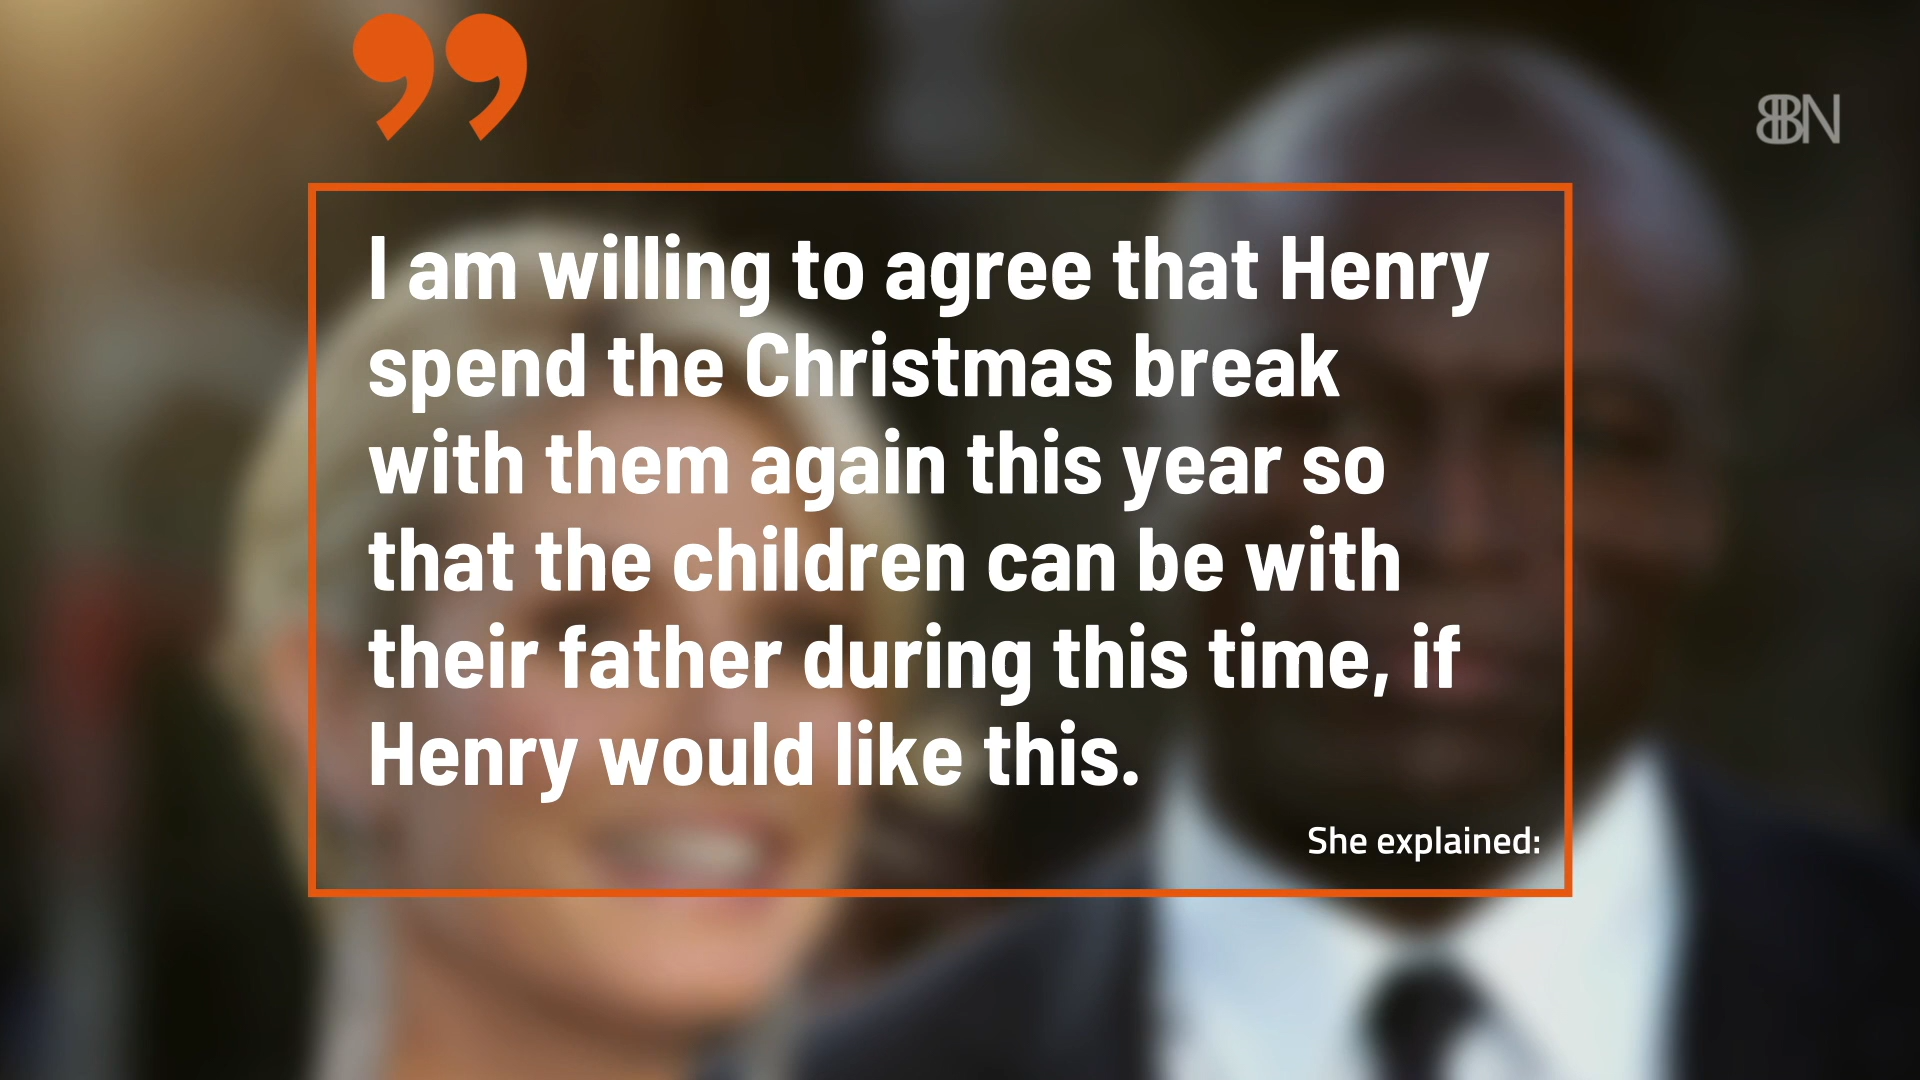 ”
BBN
I am willing to agree that Henry
spend the Christmas break
with them again this year so
that the children can be with
their father during this time, if
Henry would like this.
She explained: